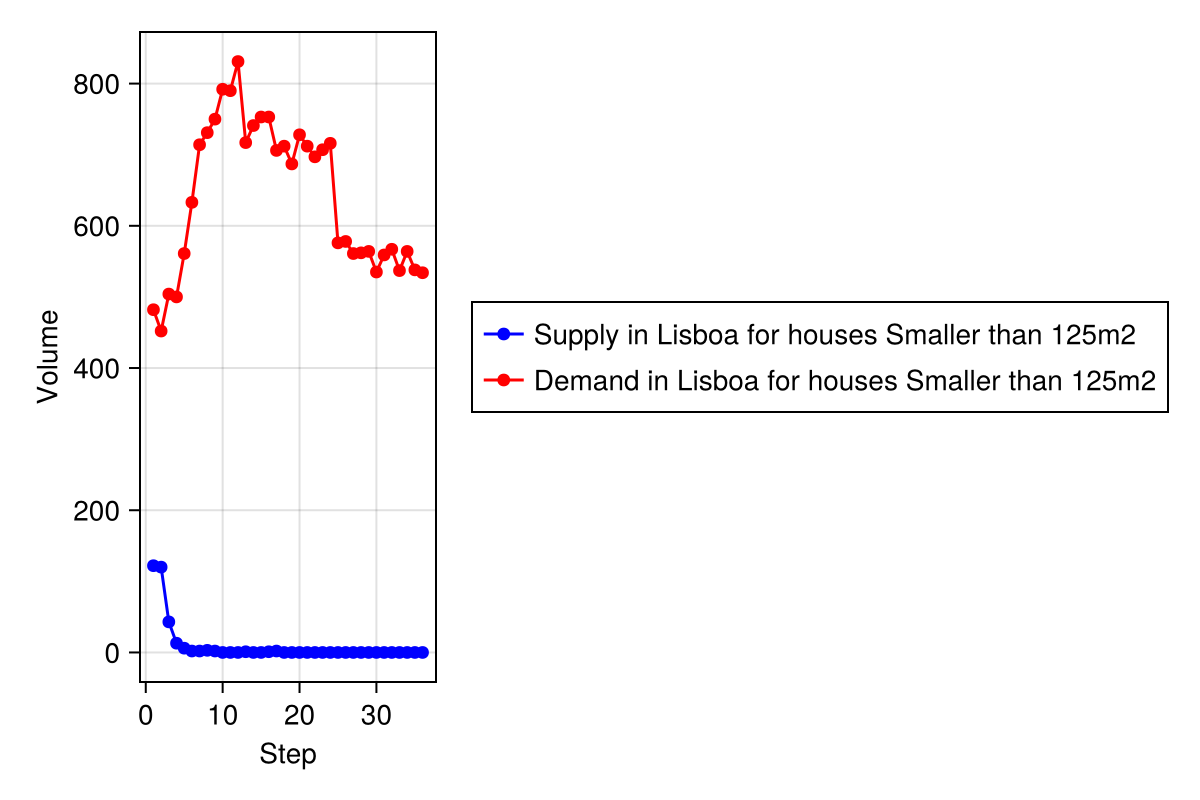 800
600
400
200
0
Volume
0 10 20 30
Step
Supply in Lisboa for houses Smaller than 125m2
Demand in Lisboa for houses Smaller than 125m2